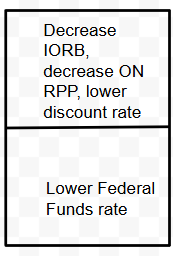 Decrease
IORB,
decrease ON
RPP, lower
discount rate
Lower Federal
Funds rate